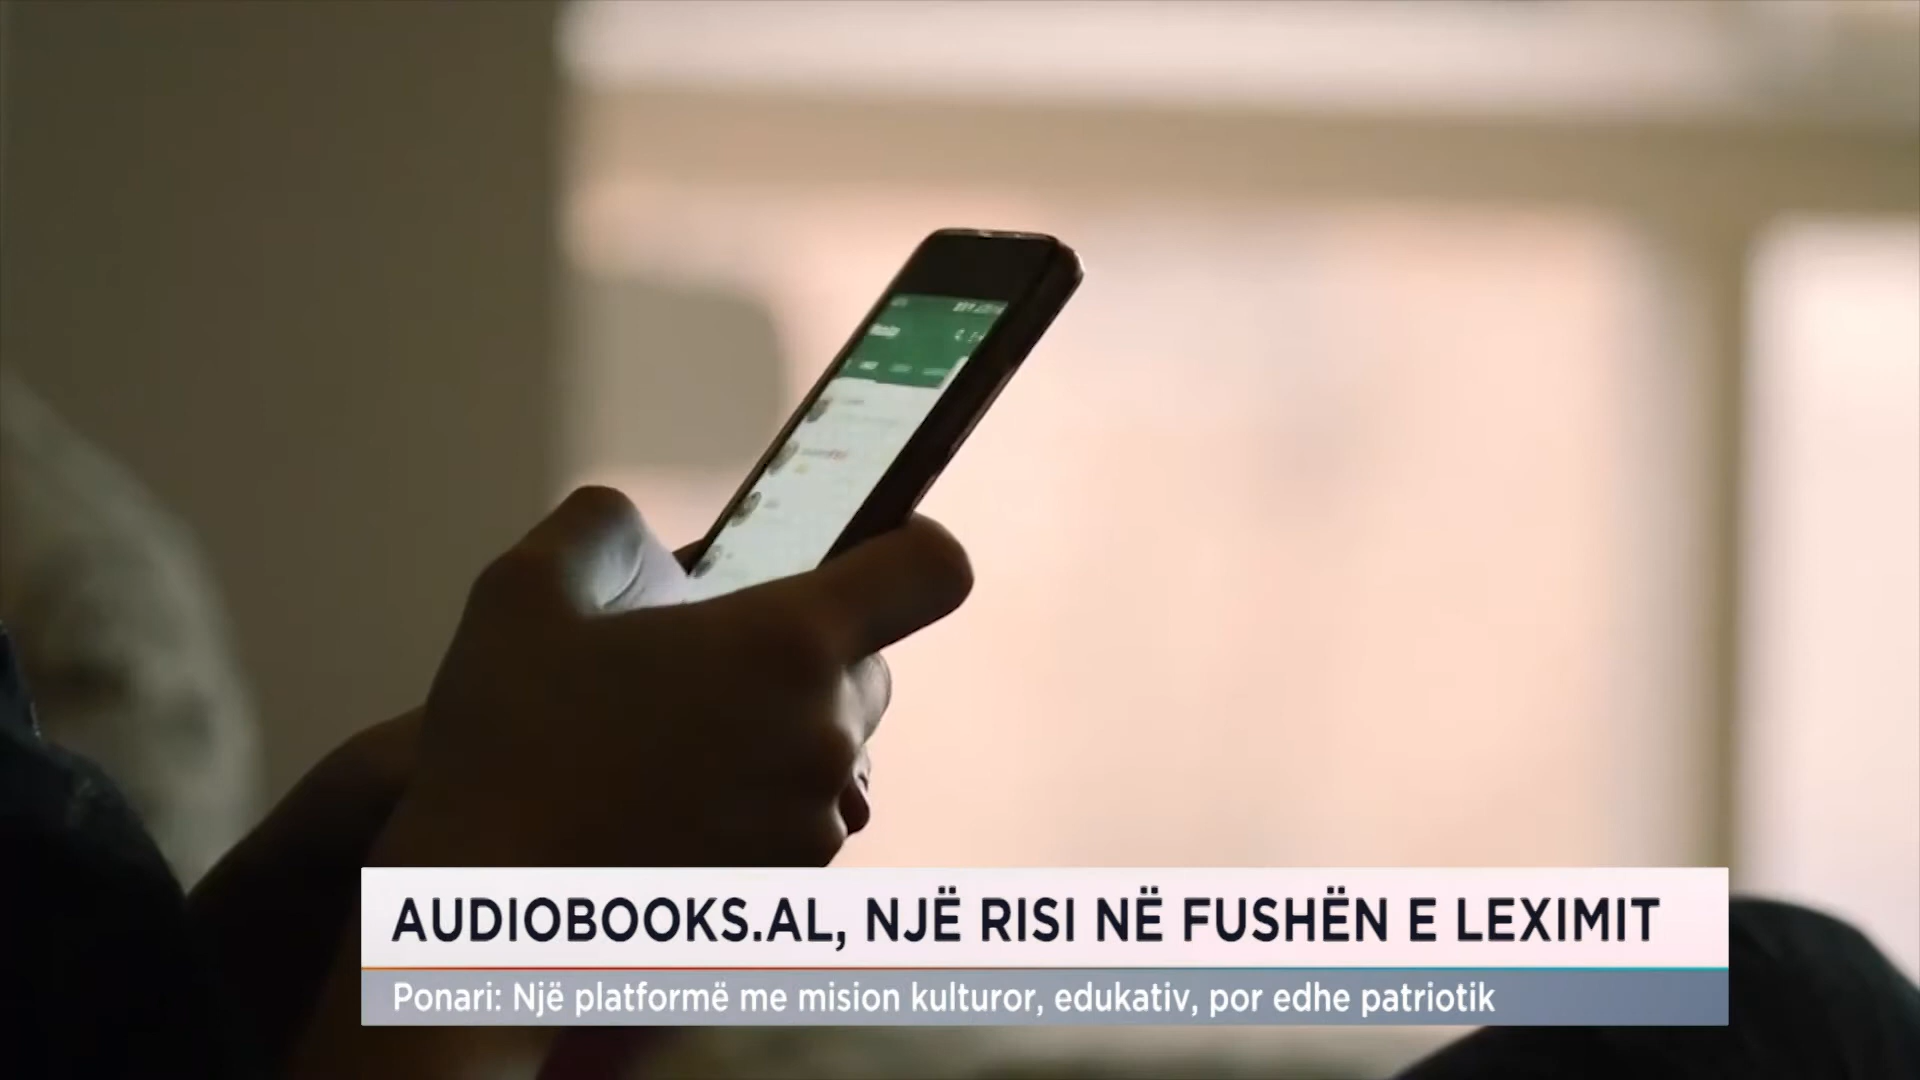 AUDIOBOOKS.AL, NJË RISI NË FUSHËN E LEXIMIT
Ponari: Një platformë me mision kulturor, edukativ, por edhe patriotik